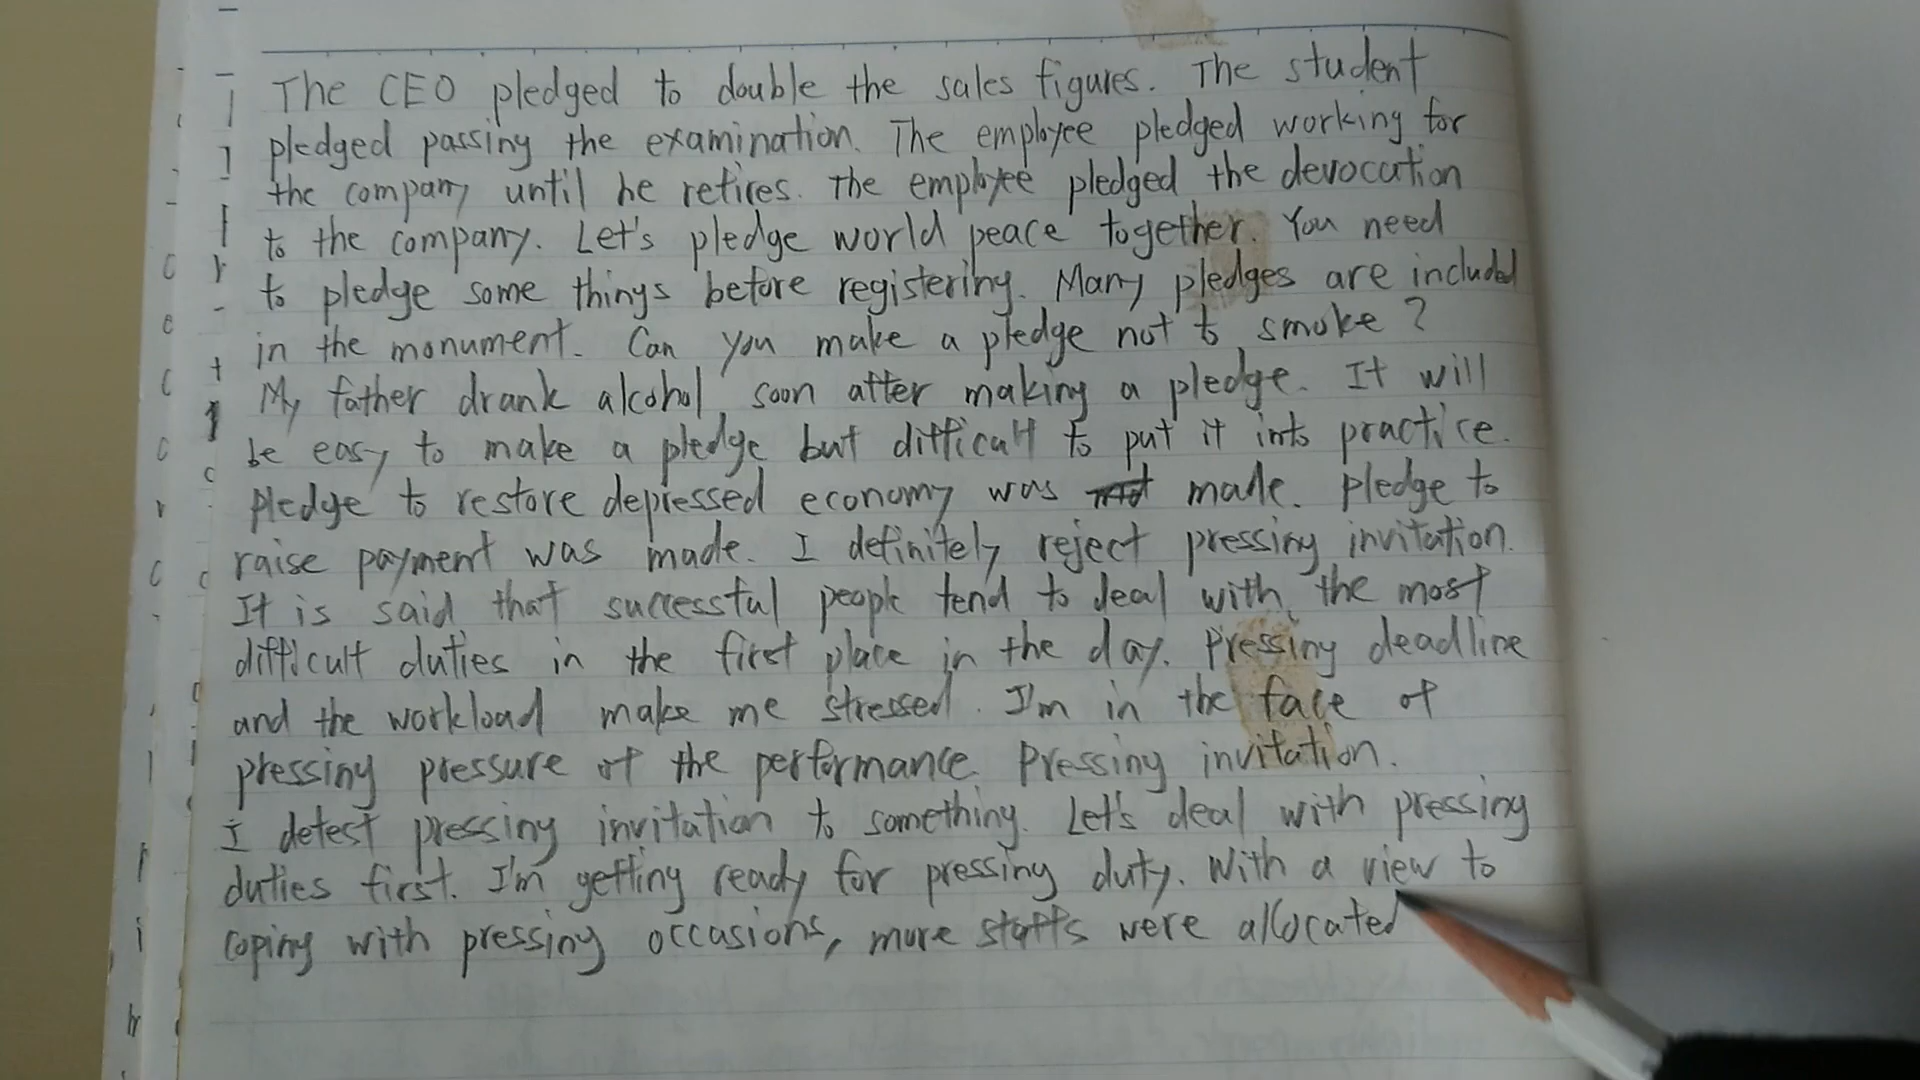 The CEO pledged to double the sales figures. The student
pledged passing the examination. The employee pledged working for
the company until he retires. The employee pledged the devocation
to the company. Let's pledge world peace together. You need
to pledge some things before registering. Many pledges are included
in the monument. Can you make a pledge not to smoke?
My father drank alcohol soon after making a pledge. It will
be easy to make a pledge but difficult to put it into practice.
Pledge to restore depressed economy was made. Pledge to
raise payment was made. I definitely reject pressing invitation.
It is said that successful people tend to deal with the most
difficult duties in the first place in the day. Pressing deadline
and the workload make me stressed. I'm in the face of
pressing pressure of the performance. Pressing invitation.
I detest pressing invitation to something. Let's deal with pressing
duties first. I'm getting ready for pressing duty. With a view to
coping with pressing occasions, more staffs were allocated